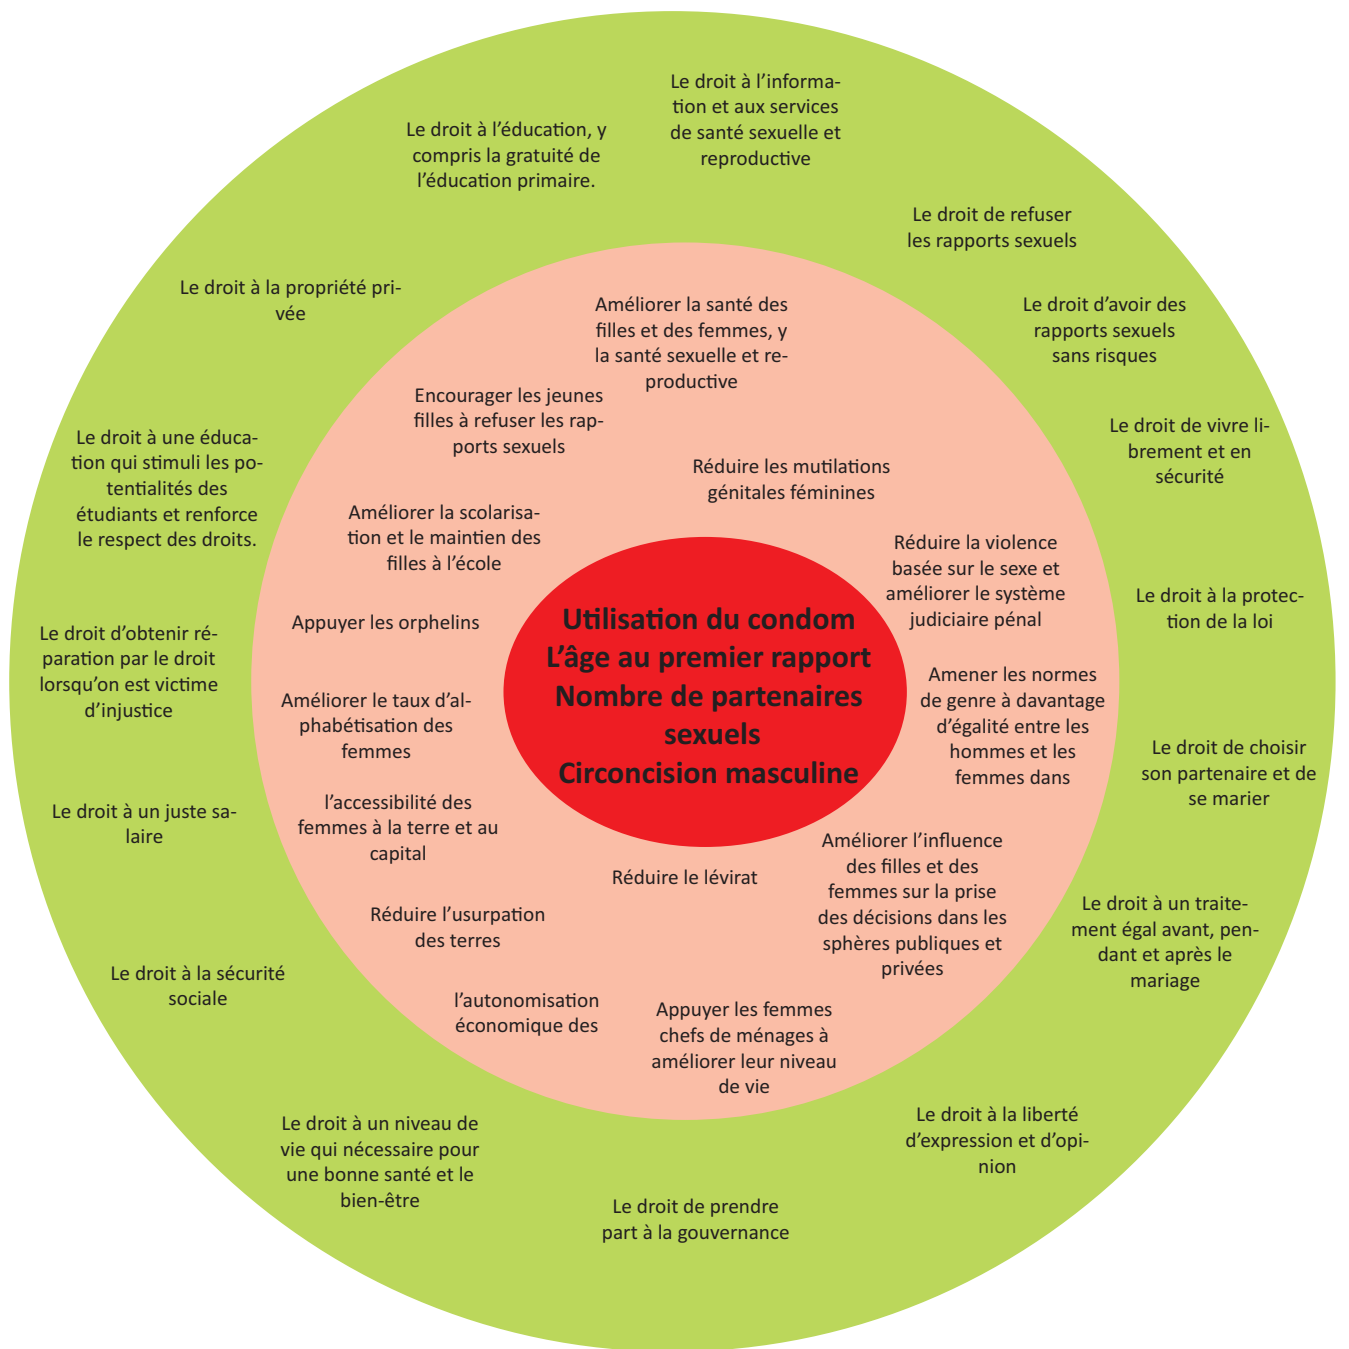 Le droit à l'informa-
tion et aux services
de santé sexuelle et
reproductive
Le droit à l'éducation, y
compris la gratuité de
l'éducation primaire.
Le droit de refuser
les rapports sexuels
Le droit à la propriété pri-
vée
Le droit d'avoir des
rapports sexuels
sans risques
Le droit de vivre li-
brement et en
sécurité
Le droit à une éduca-
tion qui stimuli les po-
tentialités des
étudiants et renforce
le respect des droits.
Le droit à la protec-
tion de la loi
Le droit d'obtenir ré-
paration par le droit
lorsqu'on est victime
d'injustice
Le droit de choisir
son partenaire et de
se marier
Le droit à un juste sa-
laire
Le droit à un traite-
ment égal avant, pen-
dant et après le
mariage
Le droit à la sécurité
sociale
Le droit à la liberté
d'expression et d'opi-
nion
Le droit à un niveau de
vie qui nécessaire pour
une bonne santé et le
bien-être
Le droit de prendre
part à la gouvernance
Améliorer la santé des
filles et des femmes, y
la santé sexuelle et re-
productive
Encourager les jeunes
filles à refuser les rap-
ports sexuels
Réduire les mutilations
génitales féminines
Améliorer la scolarisa-
tion et le maintien des
filles à l'école
Réduire la violence
basée sur le sexe et
améliorer le système
judiciaire pénal
Appuyer les orphelins
Amener les normes
de genre à davantage
d'égalité entre les
hommes et les
femmes dans
Améliorer le taux d'al-
phabétisation des
femmes
l'accessibilité des
femmes à la terre et au
capital
Améliorer l'influence
des filles et des
femmes sur la prise
des décisions dans les
sphères publiques et
privées
Réduire le lévirat
Réduire l'usurpation
des terres
l'autonomisation
économique des
Appuyer les femmes
chefs de ménages à
améliorer leur niveau
de vie
Utilisation du condom
L'âge au premier rapport
Nombre de partenaires
sexuels
Circoncision masculine